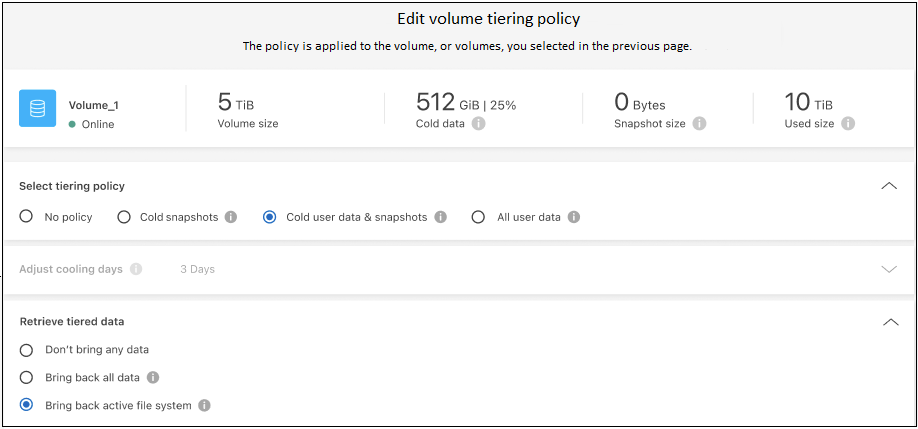 Edit volume tiering policy
The policy is applied to the volume, or volumes, you selected in the previous page.
Volume_1
Online
5 TiB
Volume size
512 GiB | 25%
Cold data
0 Bytes
Snapshot size
10 TiB
Used size
Select tiering policy
No policy
Cold snapshots
Cold user data & snapshots
All user data
Adjust cooling days
3 Days
Retrieve tiered data
Don't bring any data
Bring back all data
Bring back active file system